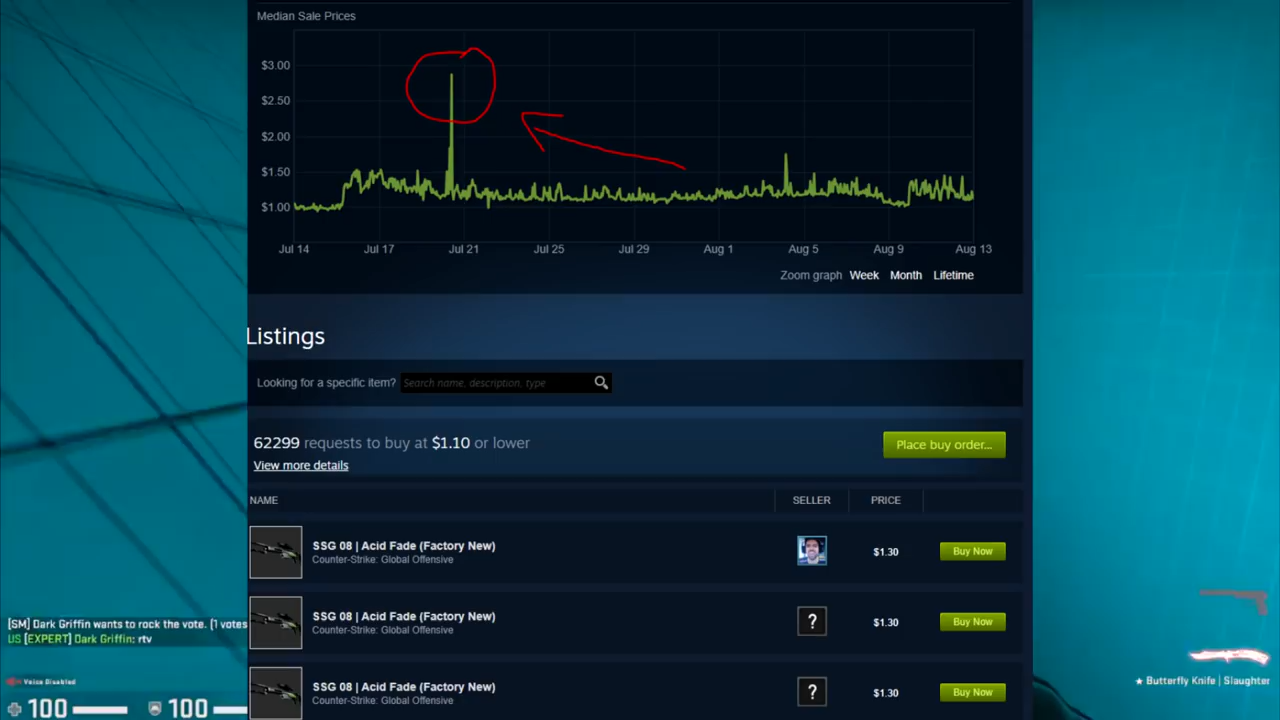 Median Sale Prices
$3.00
$2.50
$2.00
$1.50
$1.00
Jul 14 Jul 17 Jul 21 Jul 25 Jul 29 Aug 1 Aug 5 Aug 9 Aug 13
Zoom graph Week Month Lifetime
Listings
Looking for a specific item? Search name, description, type
62299 requests to buy at $1.10 or lower
Place buy order...
View more details
NAME SELLER PRICE
SSG 08 | Acid Fade (Factory New)
Counter-Strike: Global Offensive
$1.30 Buy Now
SSG 08 | Acid Fade (Factory New)
Counter-Strike: Global Offensive
? $1.30 Buy Now
SSG 08 | Acid Fade (Factory New)
Counter-Strike: Global Offensive
? $1.30 Buy Now
[SM] Dark Griffin wants to rock the vote. (1 votes
US [EXPERT] Dark Griffin: rtv
Voice Disabled
100 100
★ Butterfly Knife | Slaughter